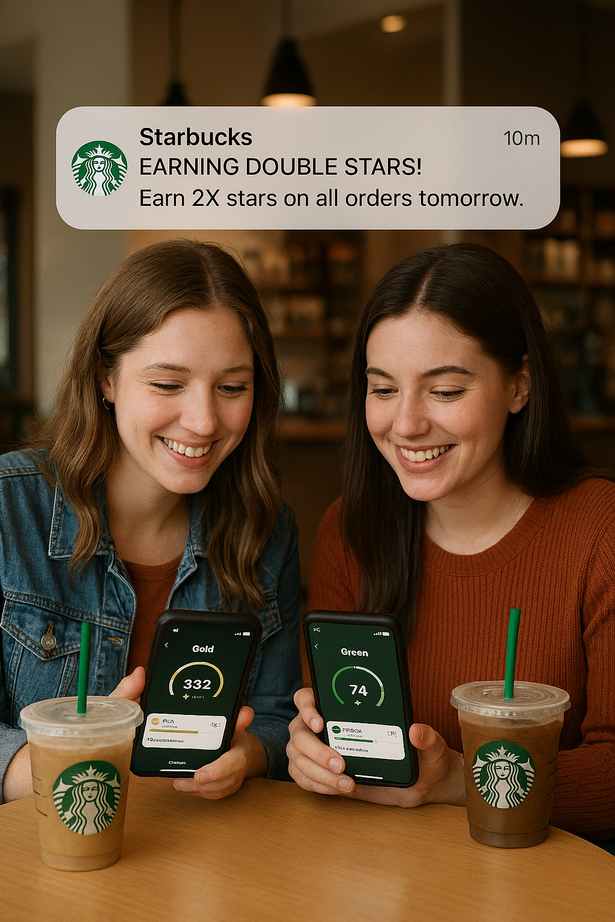 Starbucks
10m
EARNING DOUBLE STARS!
Earn 2X stars on all orders tomorrow.
Gold
332
Green
74